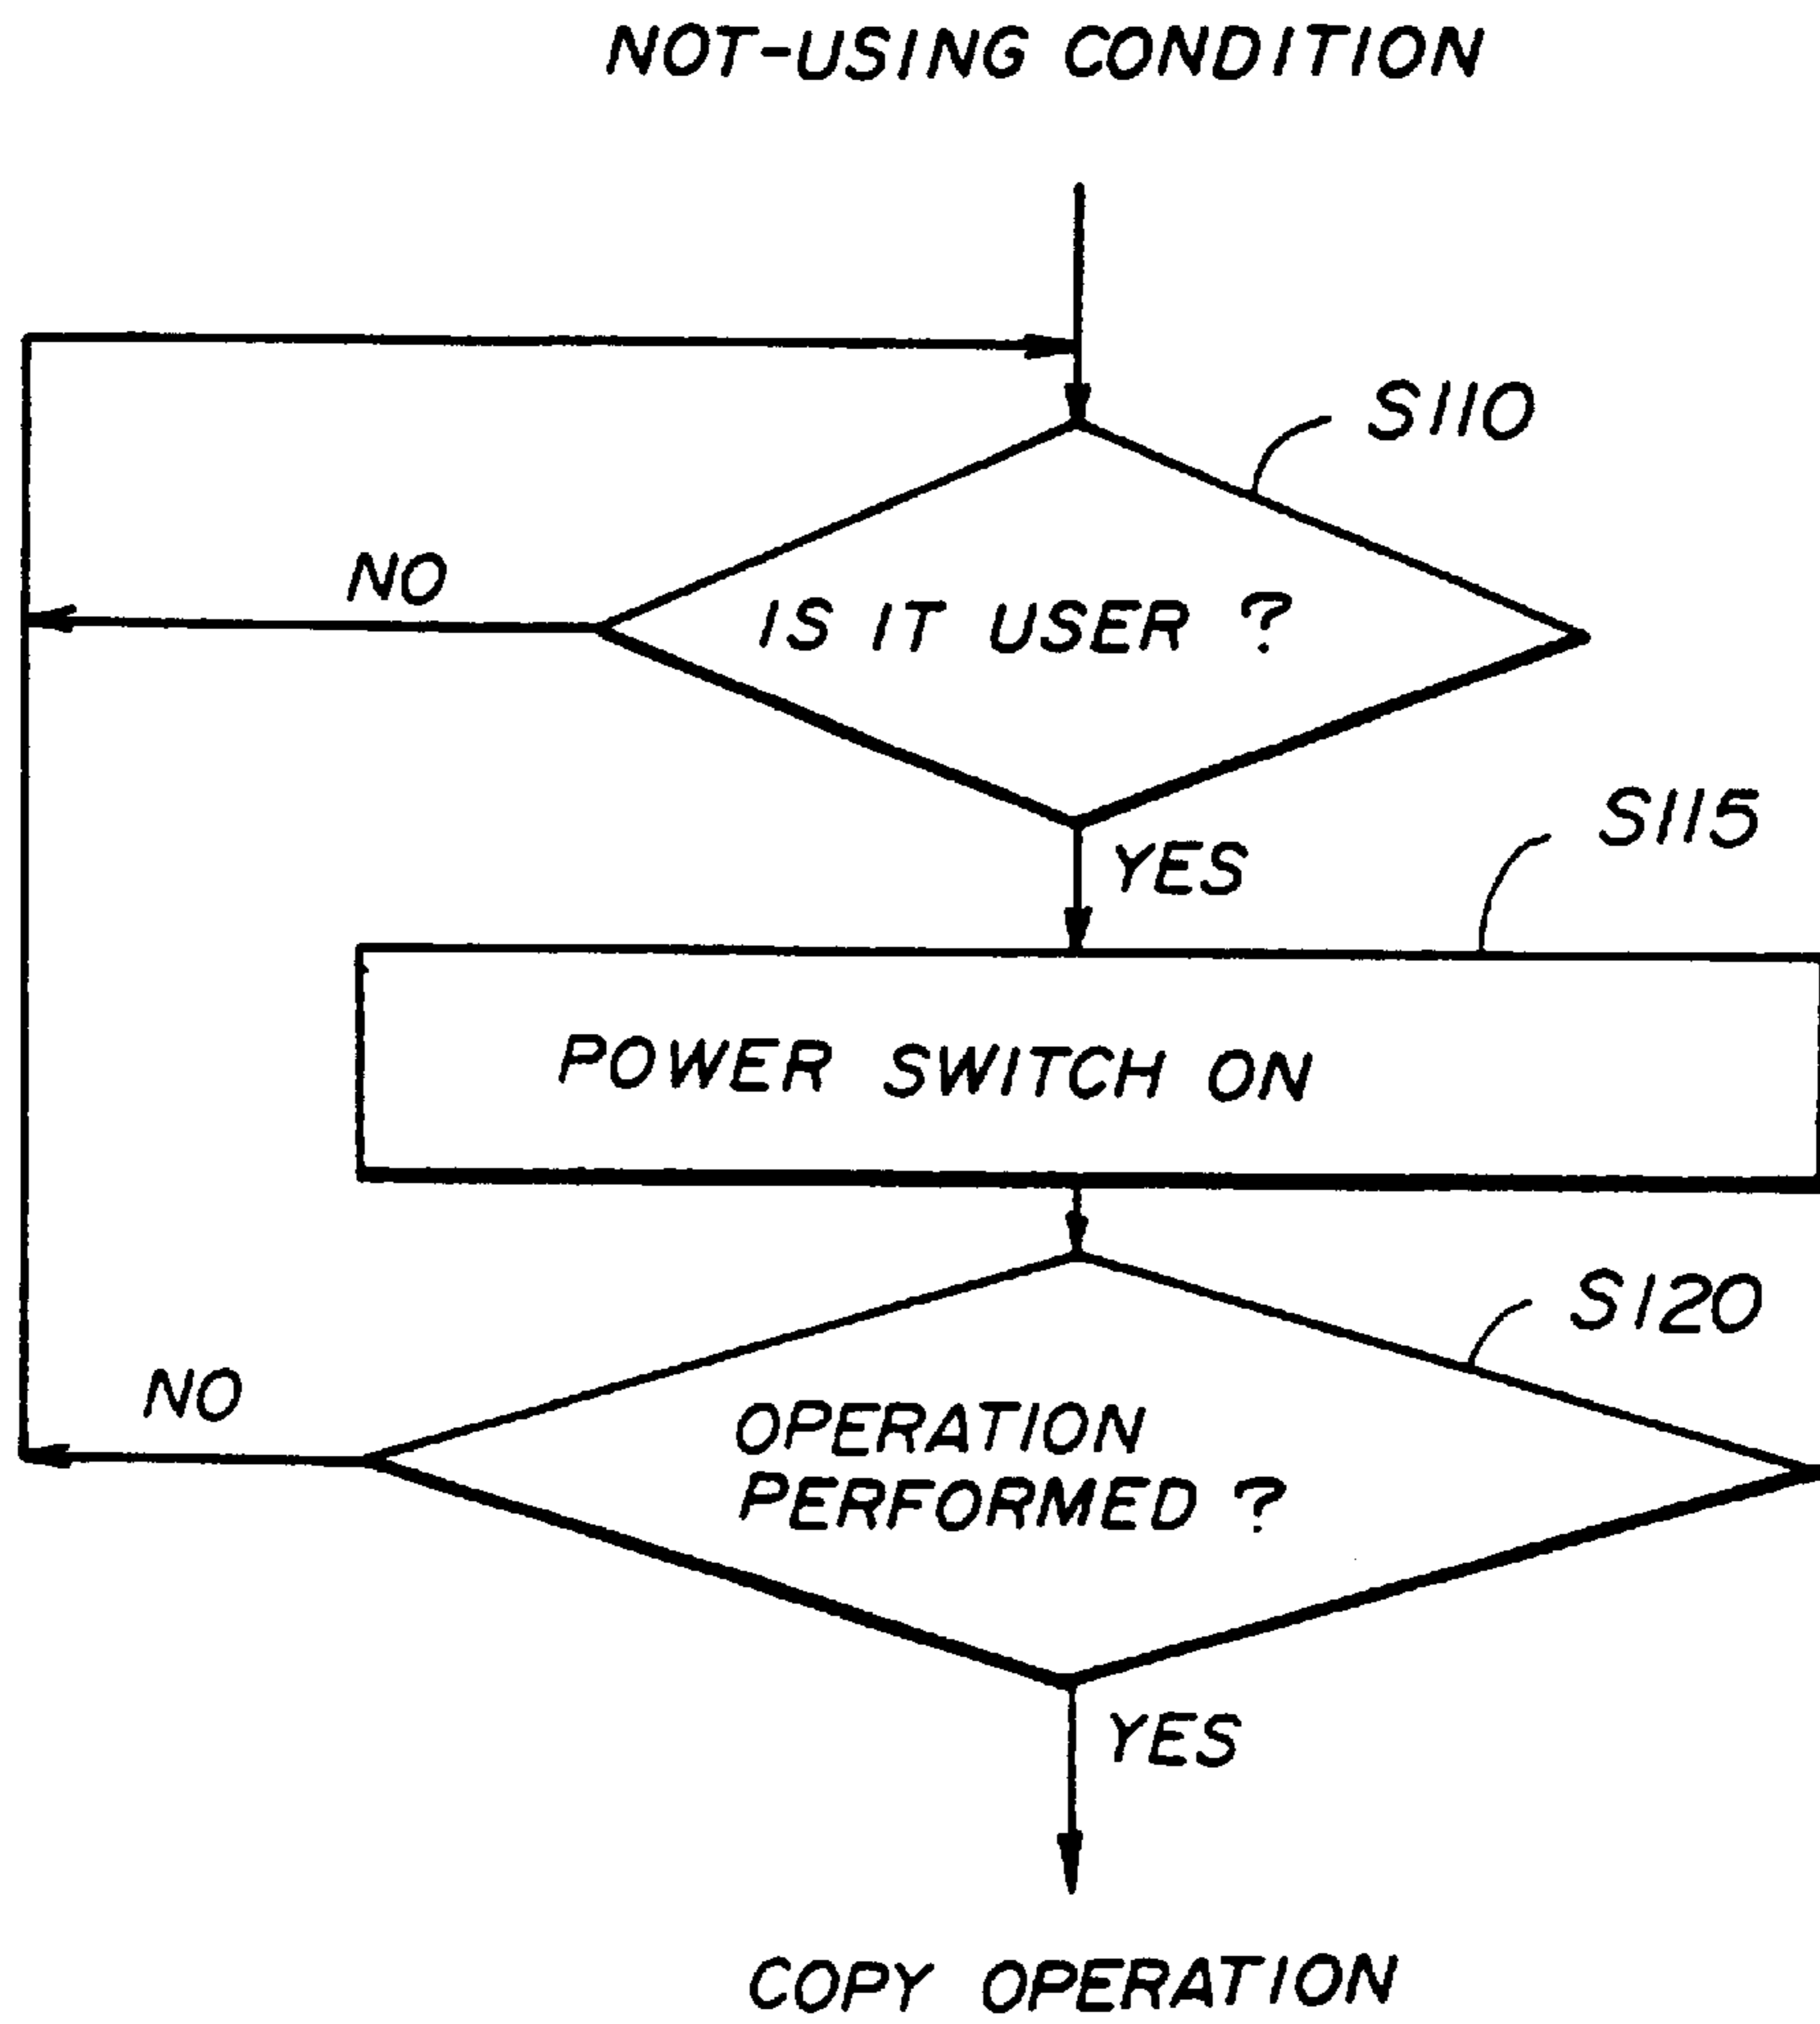 NOT-USING CONDITION
S110
NO
IS IT USER ?
S115
YES
POWER SWITCH ON
S120
NO
OPERATION
PERFORMED ?
YES
COPY OPERATION